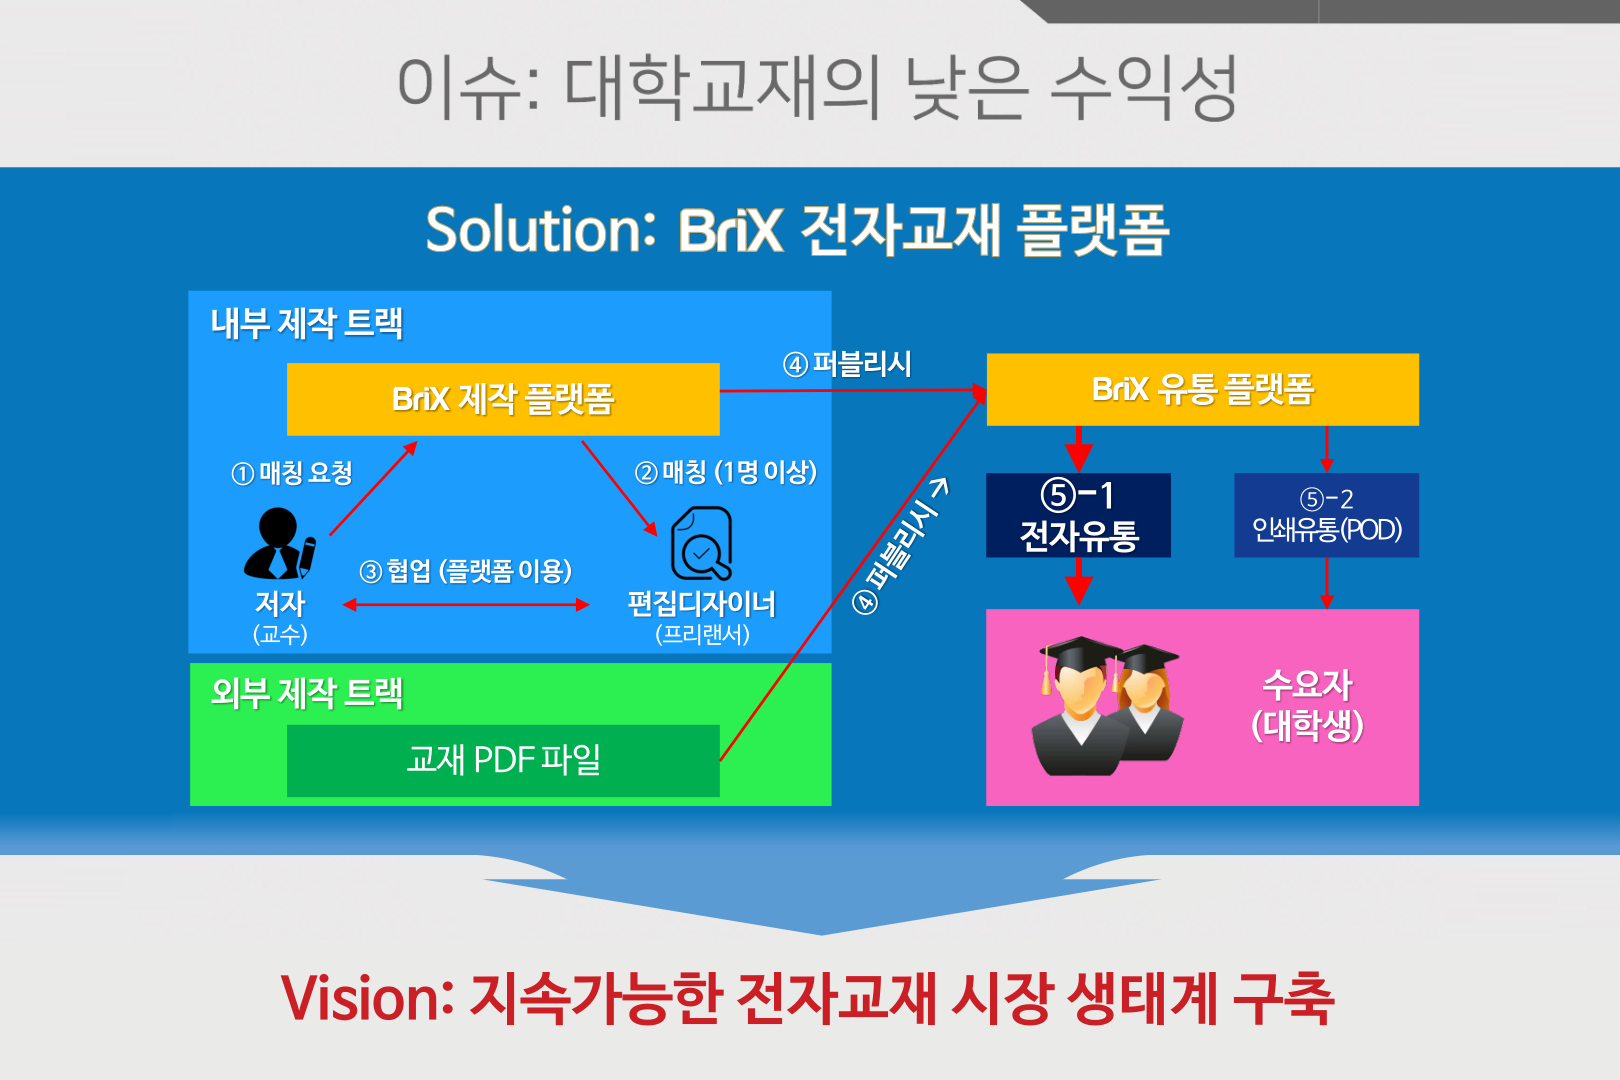 이슈: 대학교재의 낮은 수익성
Solution: BriX 전자교재 플랫폼
내부 제작 트랙
BriX 제작 플랫폼
① 매칭 요청
② 매칭 (1명 이상)
③ 협업 (플랫폼 이용)
저자
(교수)
편집디자이너
(프리랜서)
외부 제작 트랙
교재 PDF 파일
④ 퍼블리시
④ 퍼블리시 →
BriX 유통 플랫폼
⑤-1
전자유통
⑤-2
인쇄유통(POD)
수요자
(대학생)
Vision: 지속가능한 전자교재 시장 생태계 구축